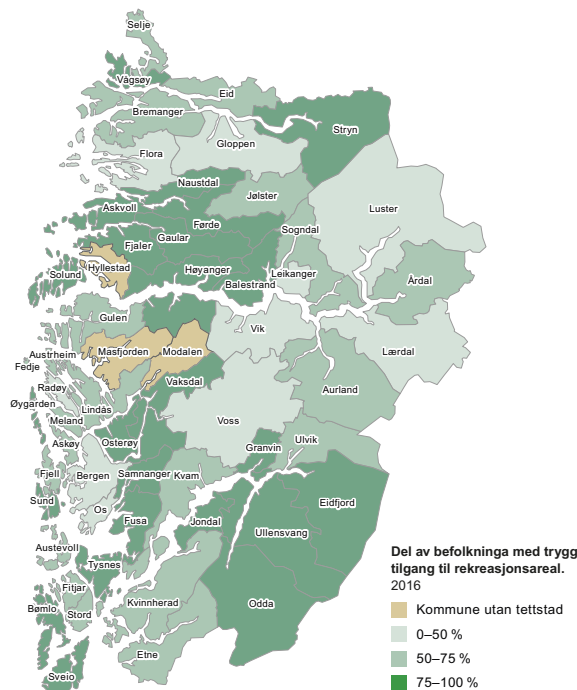 Selje
Vågsøy
Eid
Bremanger
Stryn
Gloppen
Flora
Naustdal
Jølster
Askvoll
Luster
Førde
Sogndal
Gaular
Fjaler
Hyllestad
Høyanger
Leikanger
Solund
Balestrand
Årdal
Gulen
Vik
Masfjorden
Modalen
Lærdal
Austrheim
Fedje
Vaksdal
Radøy
Aurland
Øygarden
Lindås
Meland
Voss
Askøy
Osterøy
Ulvik
Granvin
Fjell
Bergen
Samnanger
Kvam
Sund
Os
Eidfjord
Fusa
Jondal
Ullensvang
Austevoll
Tysnes
Fitjar
Kvinnherad
Odda
Bømlo
Stord
Etne
Sveio
Del av befolkninga med trygg
tilgang til rekreasjonsareal.
2016
Kommune utan tettstad
0–50 %
50–75 %
75–100 %